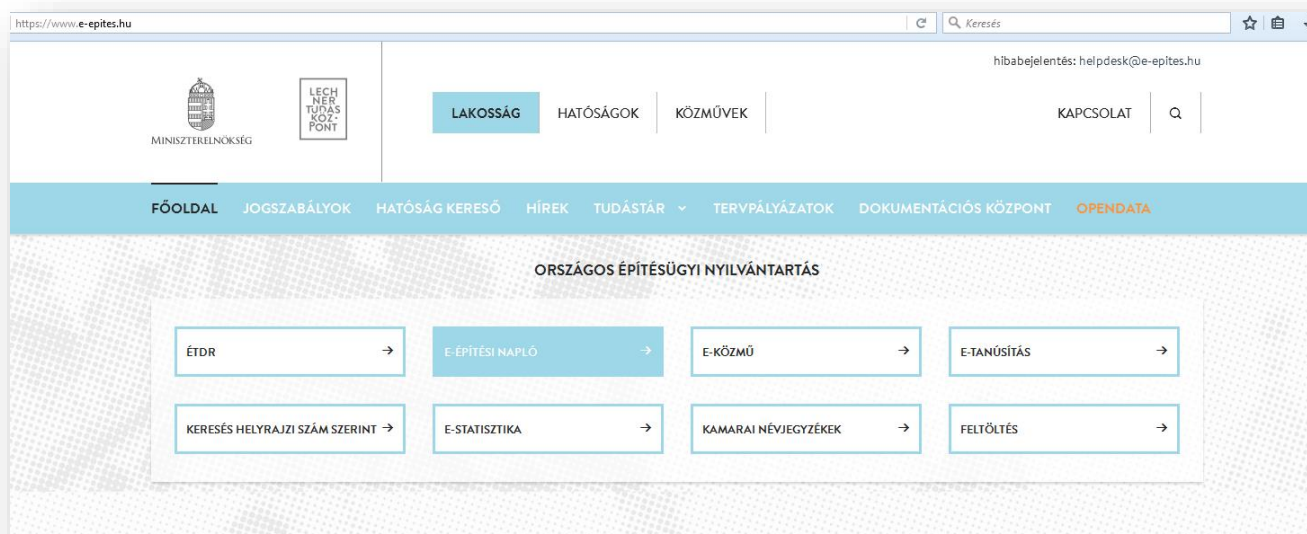 https://www.e-epites.hu
Keresés
hibabejelentés: helpdesk@e-epites.hu
MINISZTERELNÖKSÉG
LECH
NER
TUDÁS
KÖZ-
PONT
LAKOSSÁG HATÓSÁGOK KÖZMŰVEK KAPCSOLAT
FŐOLDAL JOGSZABÁLYOK HATÓSÁG KERESŐ HÍREK TUDÁSTÁR TERVPÁLYÁZATOK DOKUMENTÁCIÓS KÖZPONT OPENDATA
ORSZÁGOS ÉPÍTÉSÜGYI NYILVÁNTARTÁS
ÉTDR → E-ÉPÍTÉSI NAPLÓ → E-KÖZMŰ → E-TANÚSÍTÁS →
KERESÉS HELYRAJZI SZÁM SZERINT → E-STATISZTIKA → KAMARAI NÉVJEGYZÉKEK → FELTÖLTÉS →